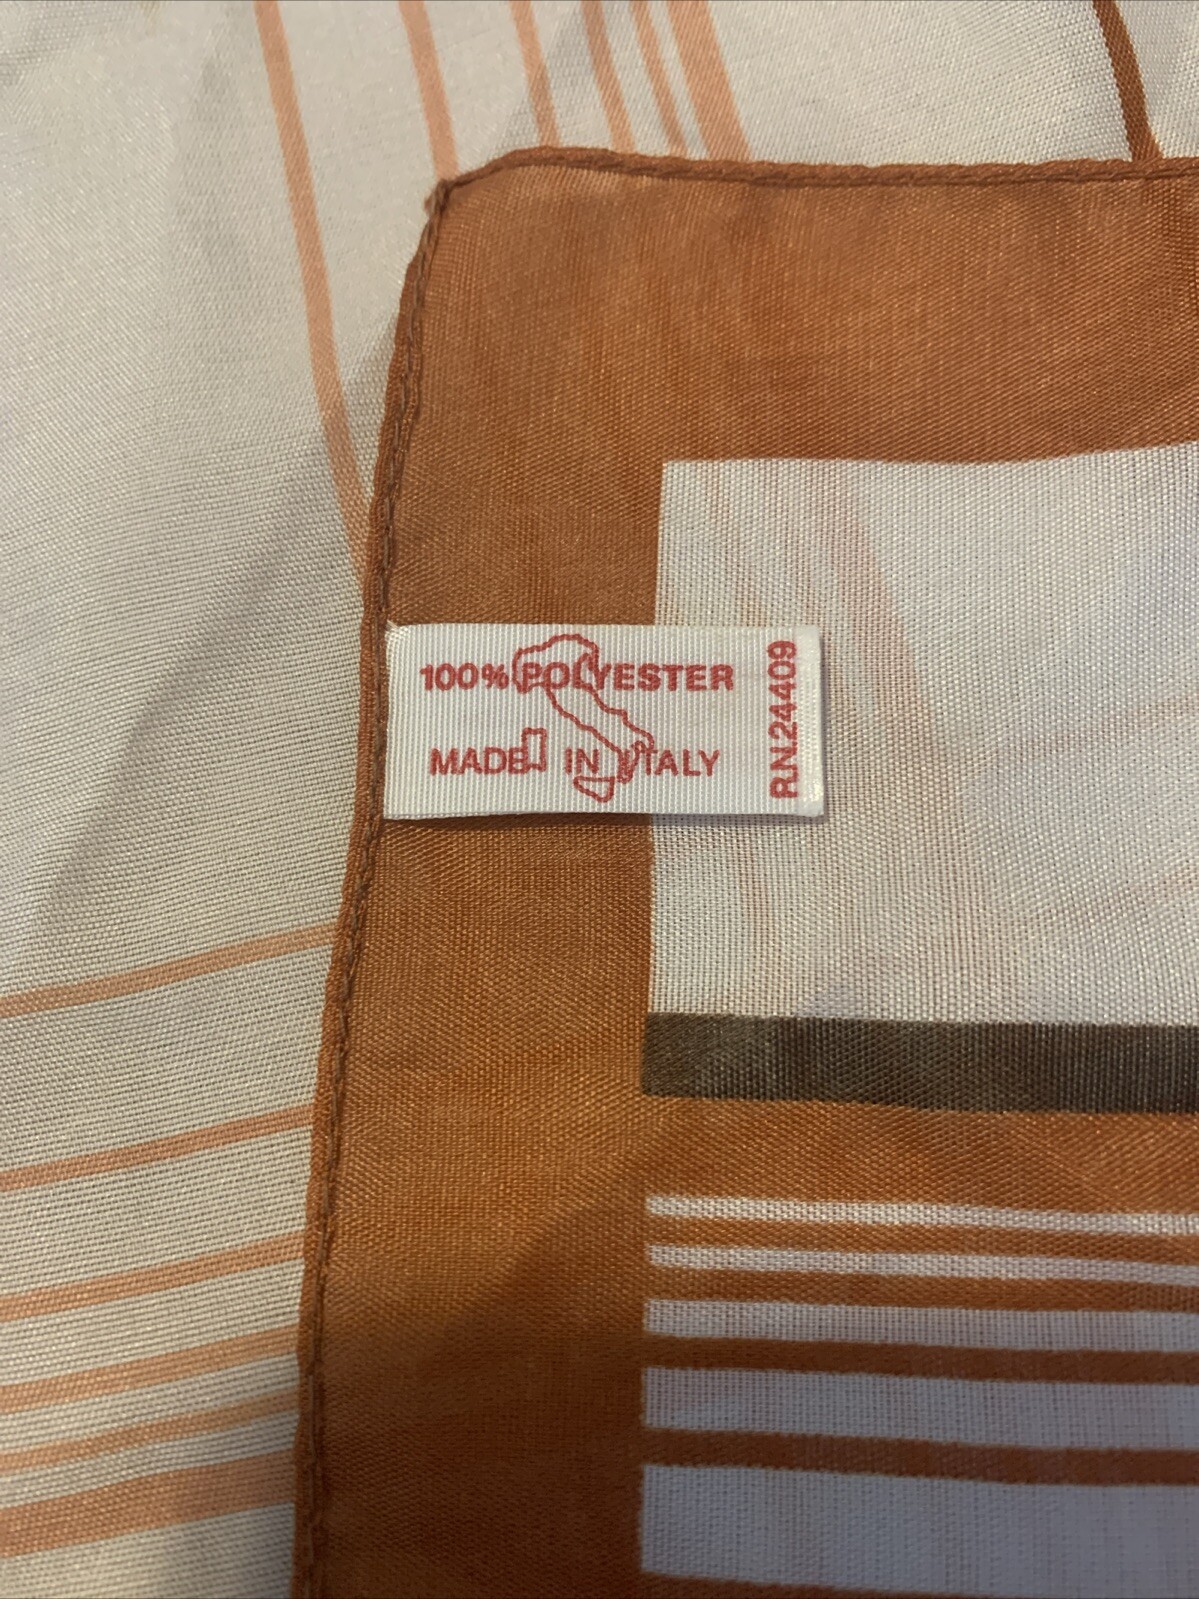 100% POLYESTER
MADE IN ITALY
R.N.24409